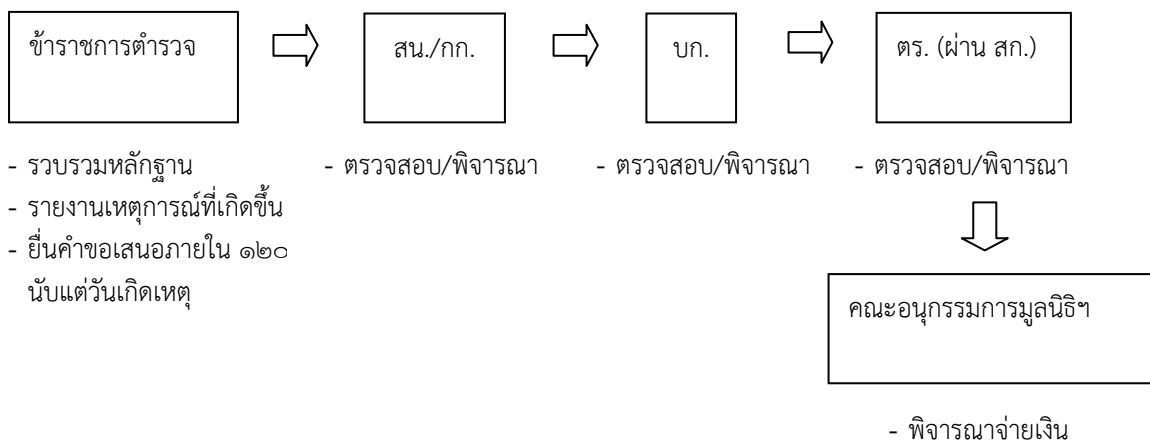 ข้าราชการตำรวจ
สน./กก.
บก.
ตร. (ผ่าน สก.)
- รวบรวมหลักฐาน
- รายงานเหตุการณ์ที่เกิดขึ้น
- ยื่นคำขอเสนอภายใน ๑๒๐
นับแต่วันเกิดเหตุ
- ตรวจสอบ/พิจารณา
- ตรวจสอบ/พิจารณา
- ตรวจสอบ/พิจารณา
คณะอนุกรรมการมูลนิธิฯ
- พิจารณาจ่ายเงิน